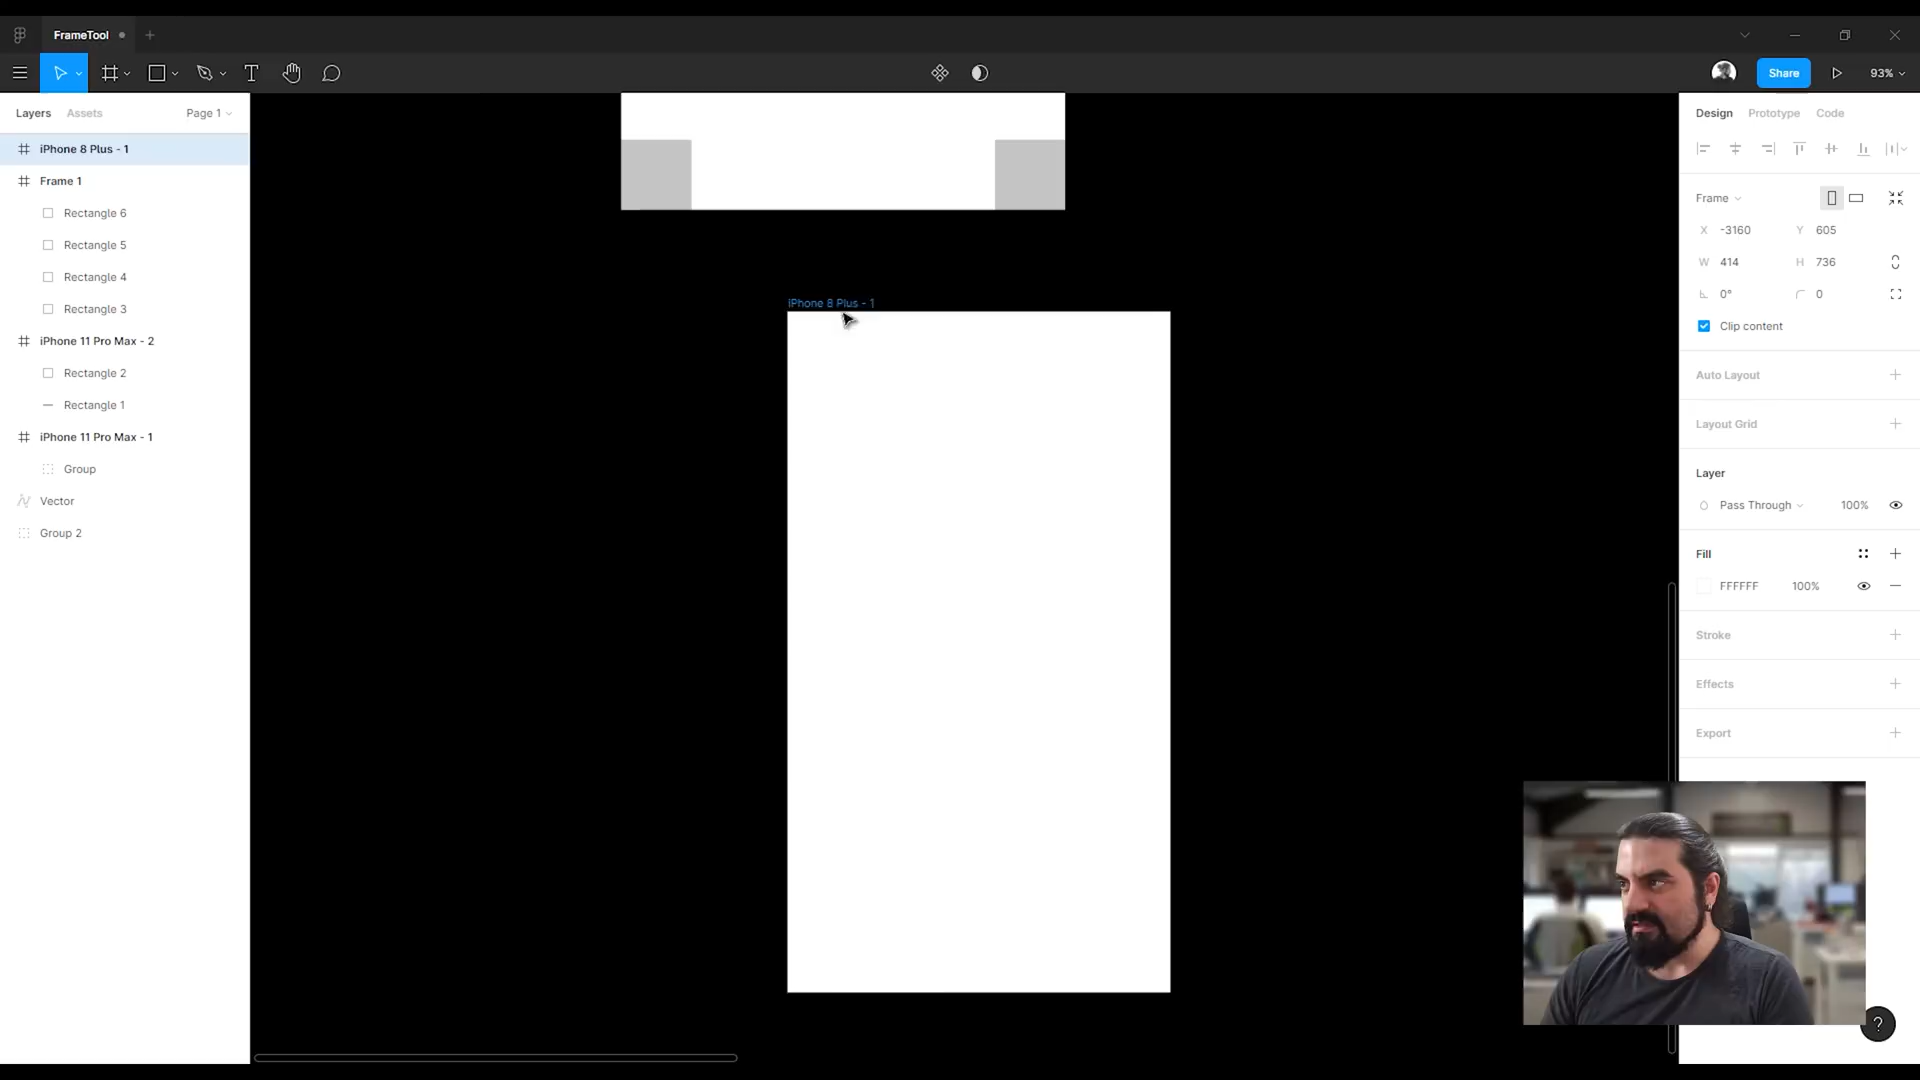 FrameTool
Share
93%
Layers Assets Page 1
Design Prototype Code
iPhone 8 Plus - 1
Frame 1
Rectangle 6
Rectangle 5
Rectangle 4
Rectangle 3
iPhone 11 Pro Max - 2
Rectangle 2
Rectangle 1
iPhone 11 Pro Max - 1
Group
Vector
Group 2
iPhone 8 Plus - 1
Frame
X -3160 Y 605
W 414 H 736
0° 0
Clip content
Auto Layout
Layout Grid
Layer
Pass Through 100%
Fill
FFFFFF 100%
Stroke
Effects
Export
?